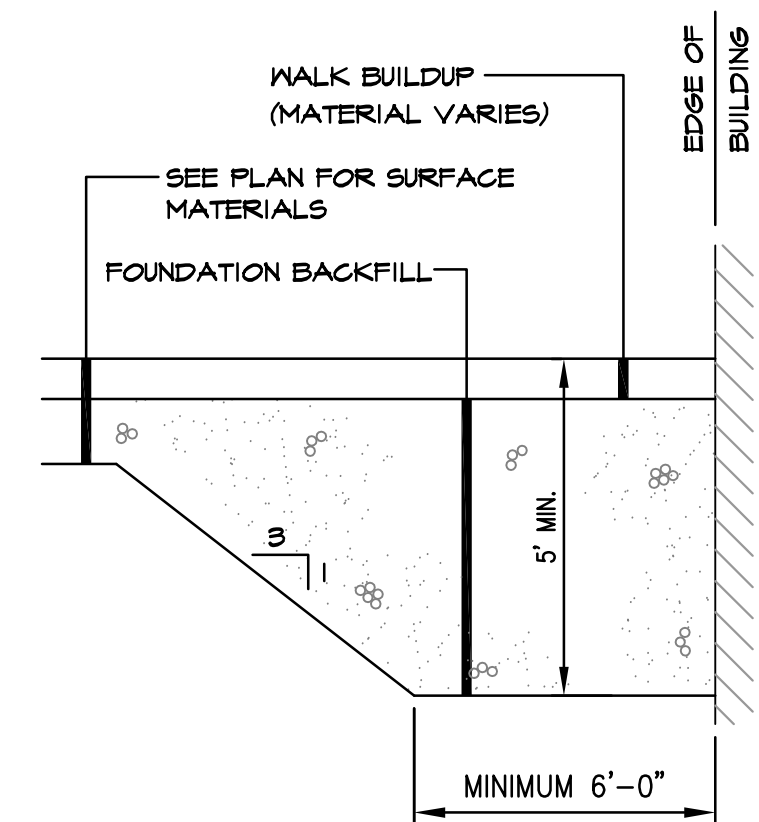 EDGE OF
BUILDING
WALK BUILDUP
(MATERIAL VARIES)
SEE PLAN FOR SURFACE
MATERIALS
FOUNDATION BACKFILL
3
1
5' MIN.
MINIMUM 6'-0"